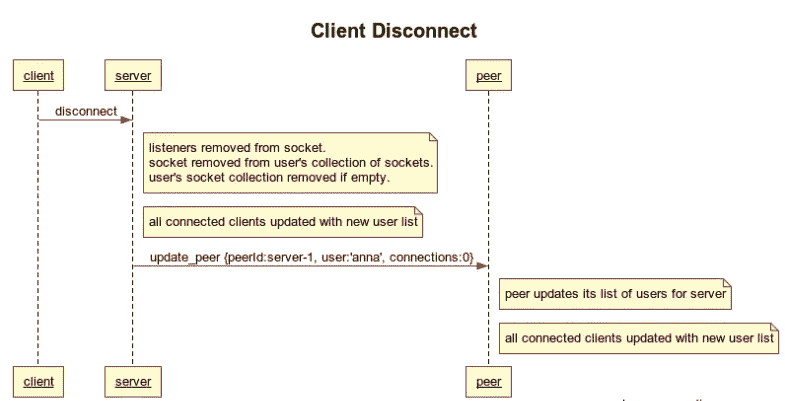 Client Disconnect
client
server
peer
disconnect
listeners removed from socket.
socket removed from user's collection of sockets.
user's socket collection removed if empty.
all connected clients updated with new user list
update_peer {peerId:server-1, user:'anna', connections:0}
peer updates its list of users for server
all connected clients updated with new user list
client
server
peer